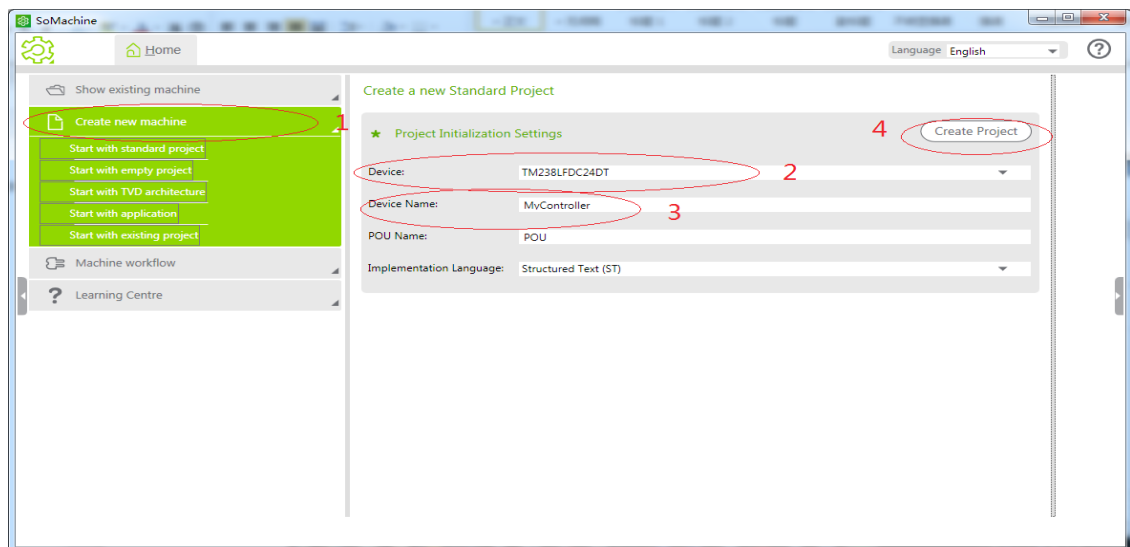 SoMachine
Home
Language English
?
Show existing machine
Create new machine
1
Start with standard project
Start with empty project
Start with TVD architecture
Start with application
Start with existing project
Machine workflow
? Learning Centre
Create a new Standard Project
Project Initialization Settings
4
Create Project
Device: TM238LFDC24DT
2
Device Name: MyController
3
POU Name: POU
Implementation Language: Structured Text (ST)